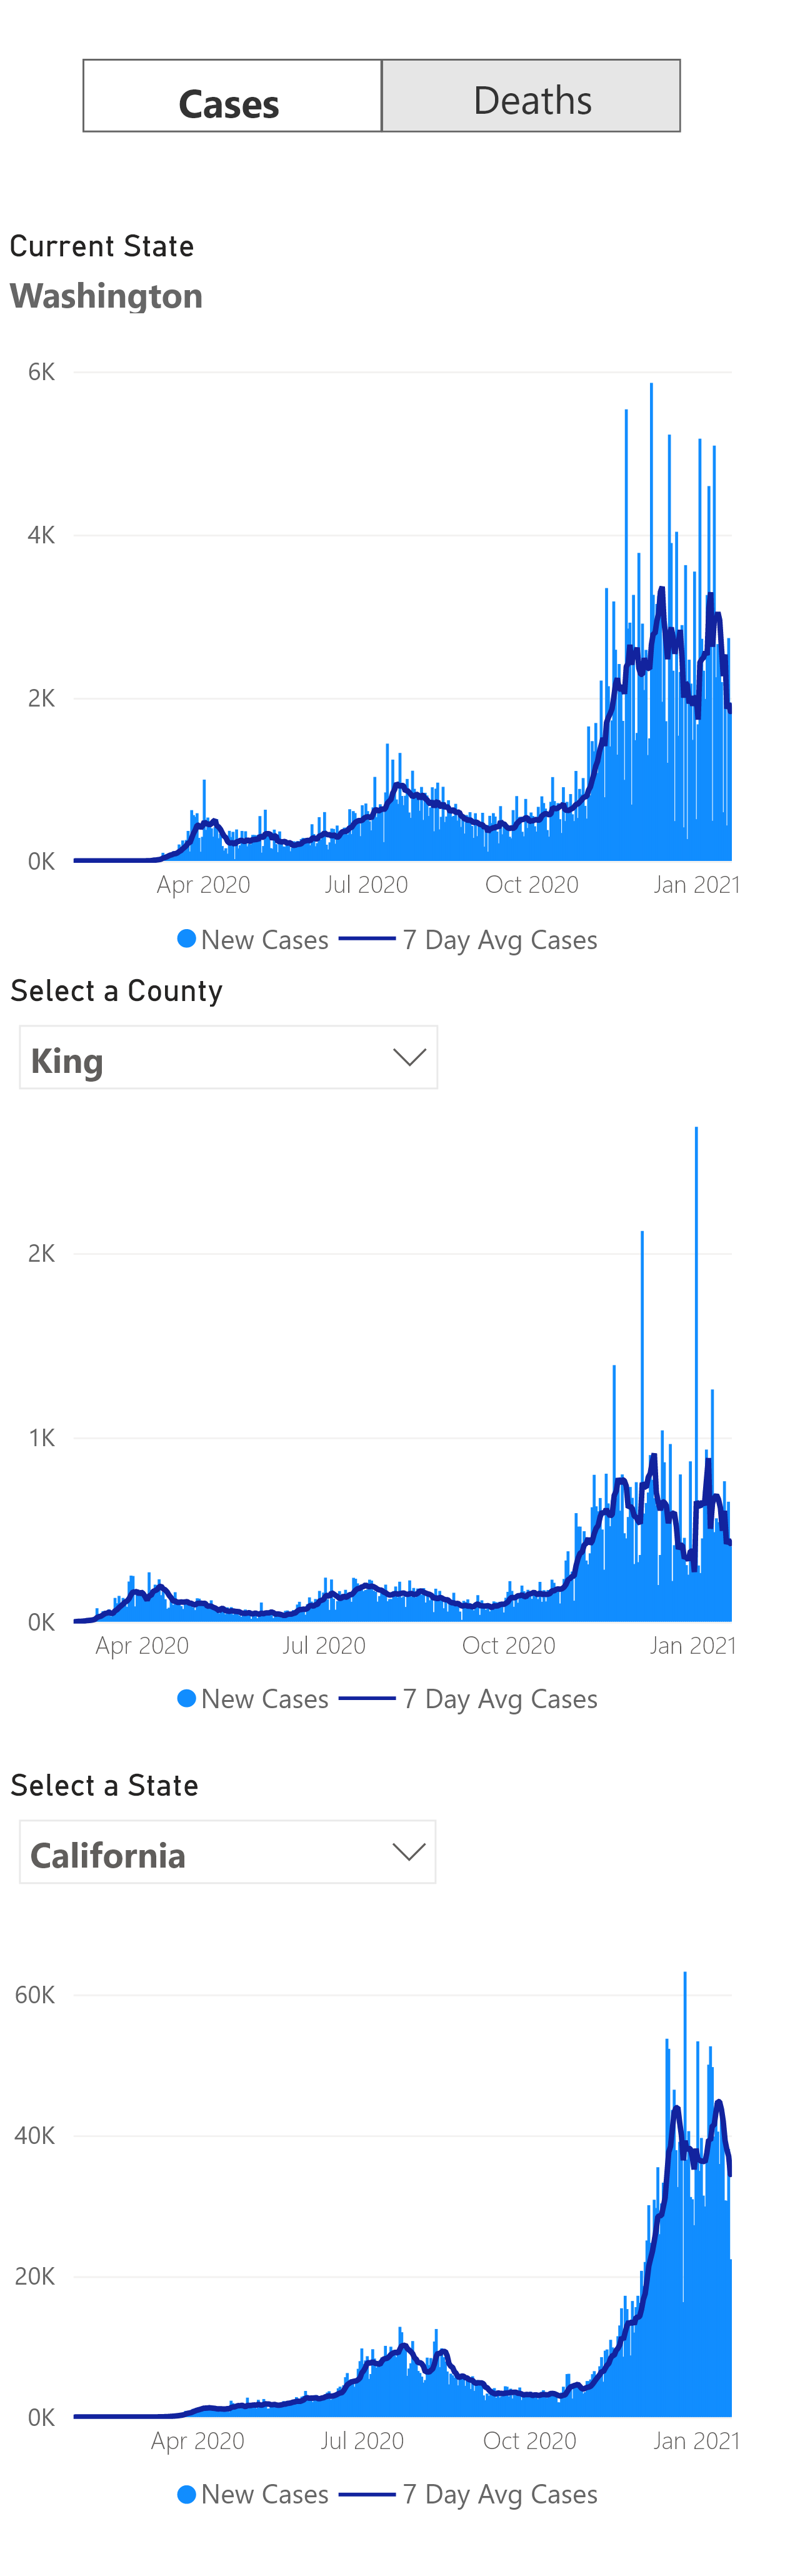 Cases Deaths
Current State
Washington
6K
4K
2K
0K
Apr 2020 Jul 2020 Oct 2020 Jan 2021
New Cases 7 Day Avg Cases
Select a County
King
2K
1K
0K
Apr 2020 Jul 2020 Oct 2020 Jan 2021
New Cases 7 Day Avg Cases
Select a State
California
60K
40K
20K
0K
Apr 2020 Jul 2020 Oct 2020 Jan 2021
New Cases 7 Day Avg Cases